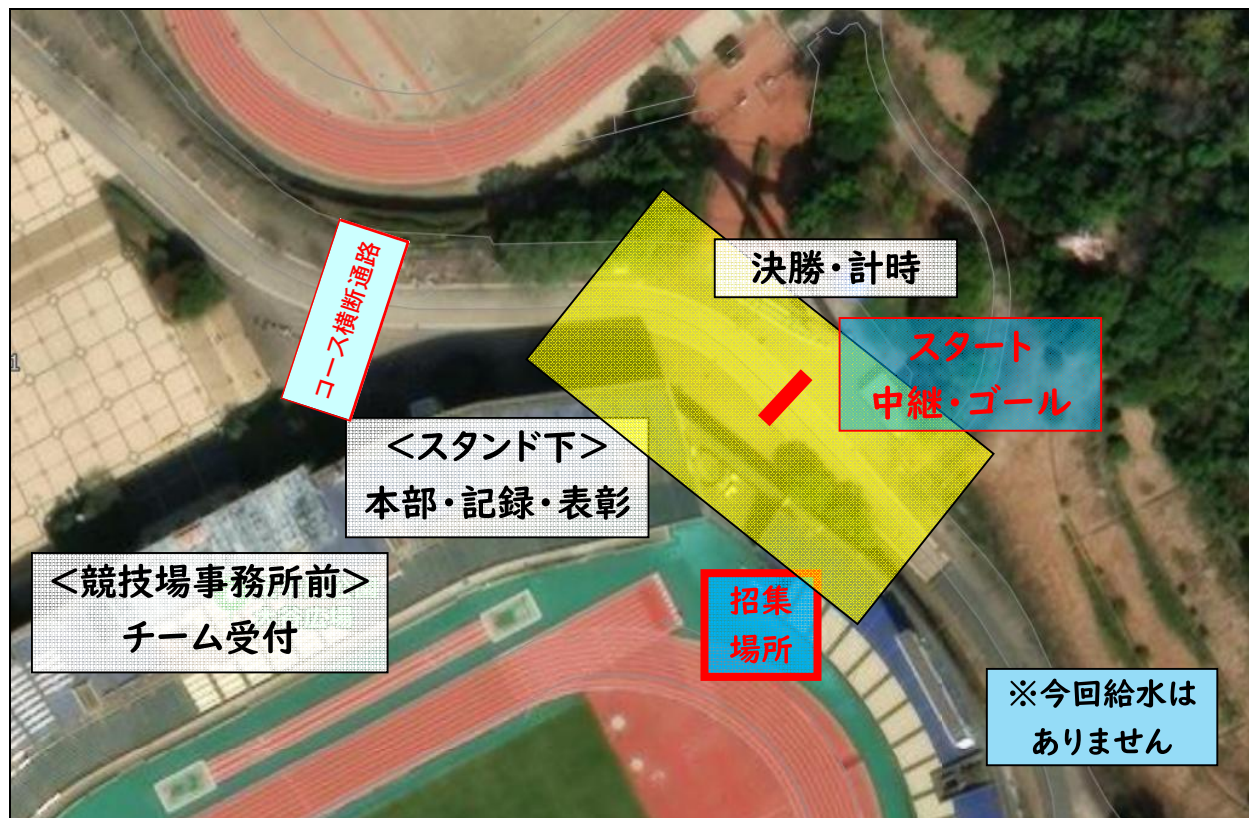 決勝・計時
コース横断通路
スタート
中継・ゴール
<スタンド下>
本部・記録・表彰
<競技場事務所前>
チーム受付
招集
場所
※今回給水は
ありません